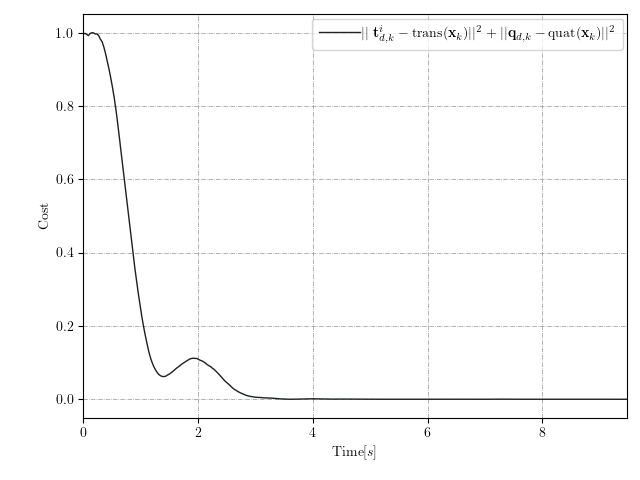 || t^i_{d,k} − trans(x_k)||² + ||q_{d,k} − quat(x_k)||²
1.0
0.8
0.6
0.4
0.2
0.0
Cost
0 2 4 6 8
Time[s]